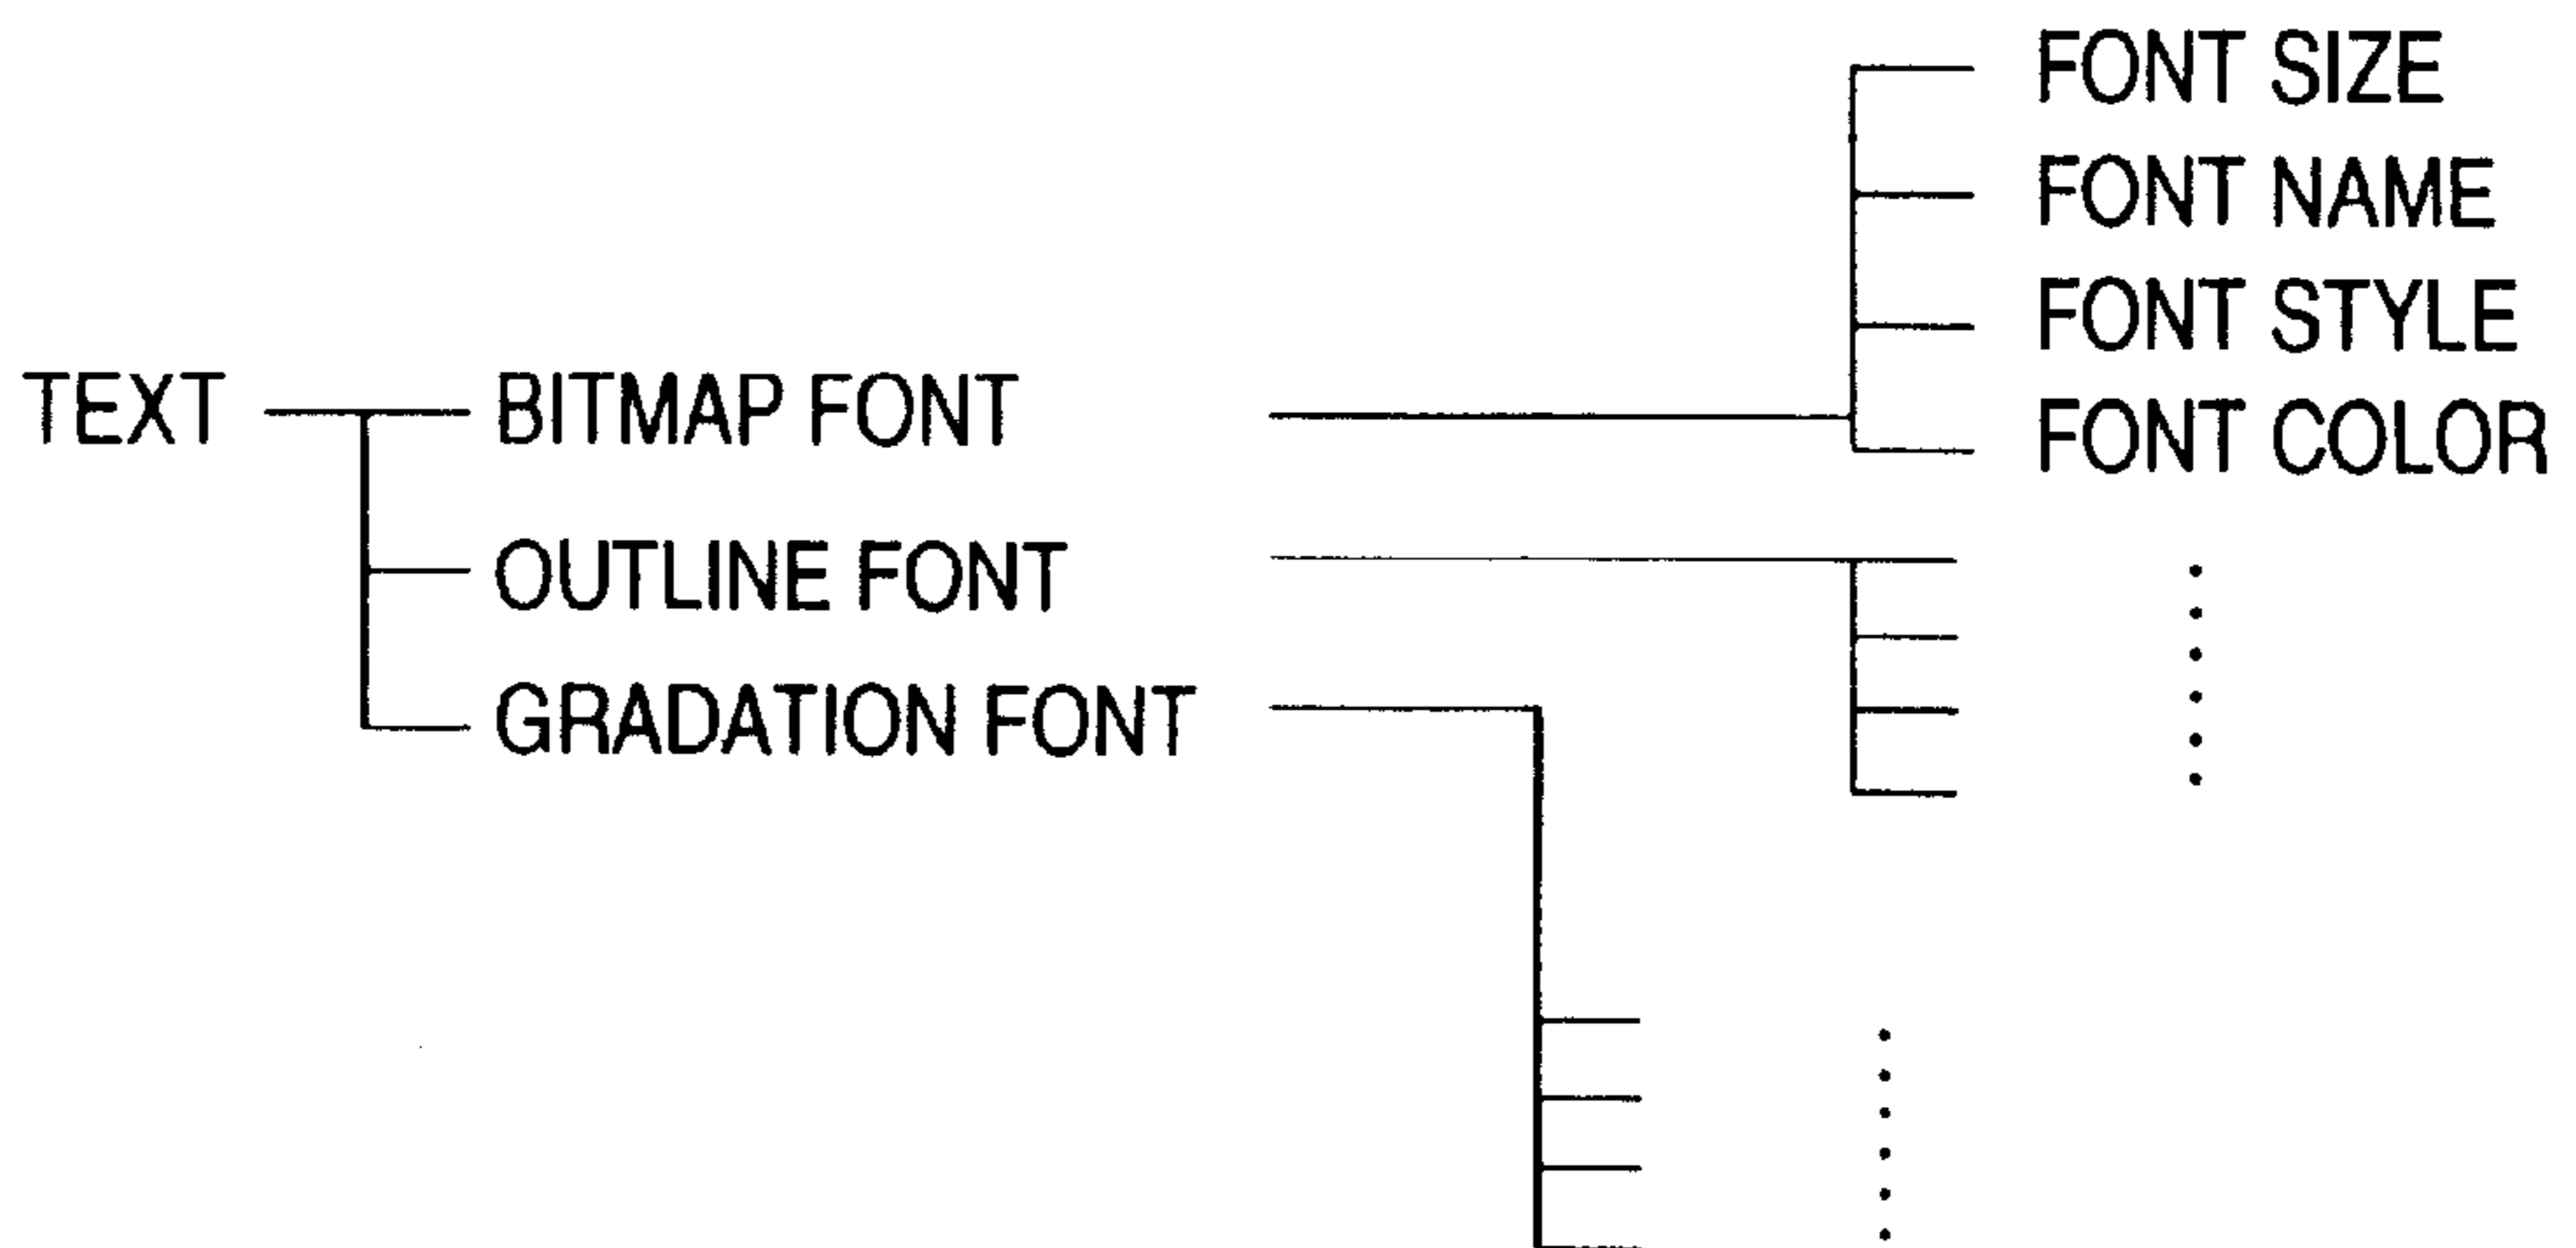 FONT SIZE
FONT NAME
FONT STYLE
FONT COLOR
TEXT
BITMAP FONT
OUTLINE FONT
GRADATION FONT